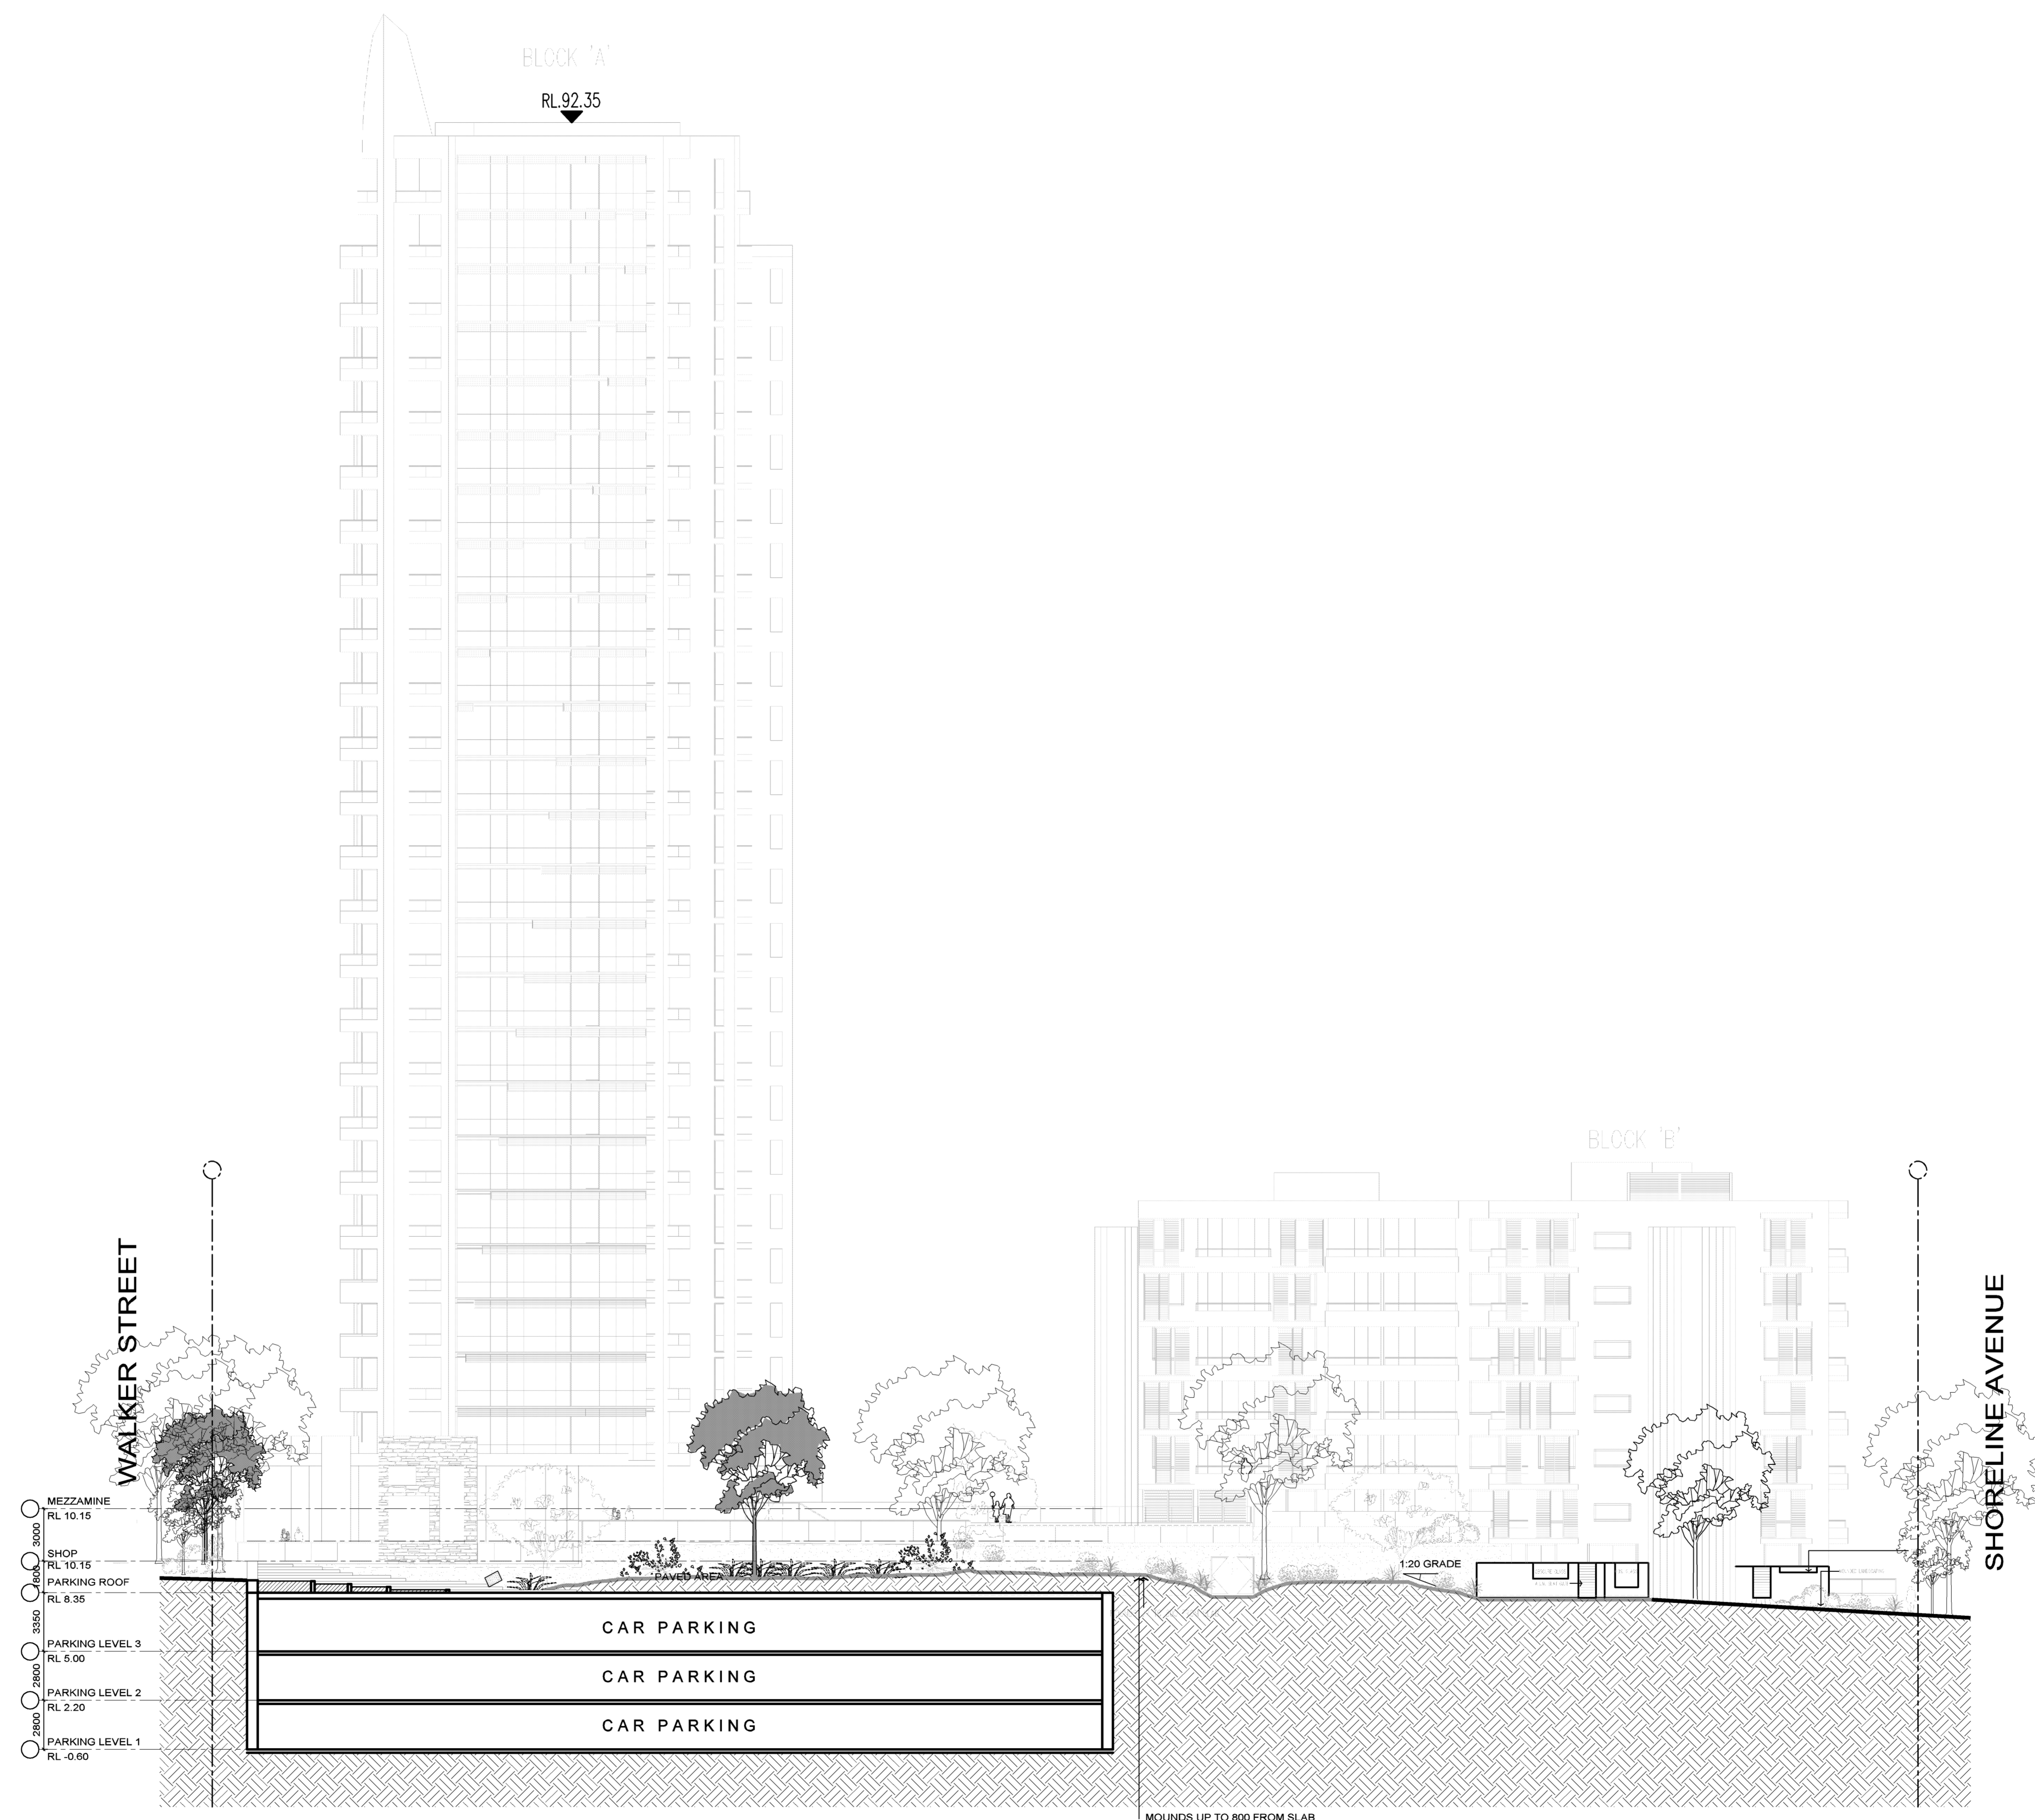 BLOCK 'A'
RL.92.35
BLOCK 'B'
WALKER STREET
SHORELINE AVENUE
MEZZAMINE
RL 10.15
3000
SHOP
RL 10.15
1800
PARKING ROOF
RL 8.35
3350
PARKING LEVEL 3
RL 5.00
2800
PARKING LEVEL 2
RL 2.20
2800
PARKING LEVEL 1
RL -0.60
PAVED AREA
1:20 GRADE
CAR PARKING
CAR PARKING
CAR PARKING
MOUNDS UP TO 800 FROM SLAB